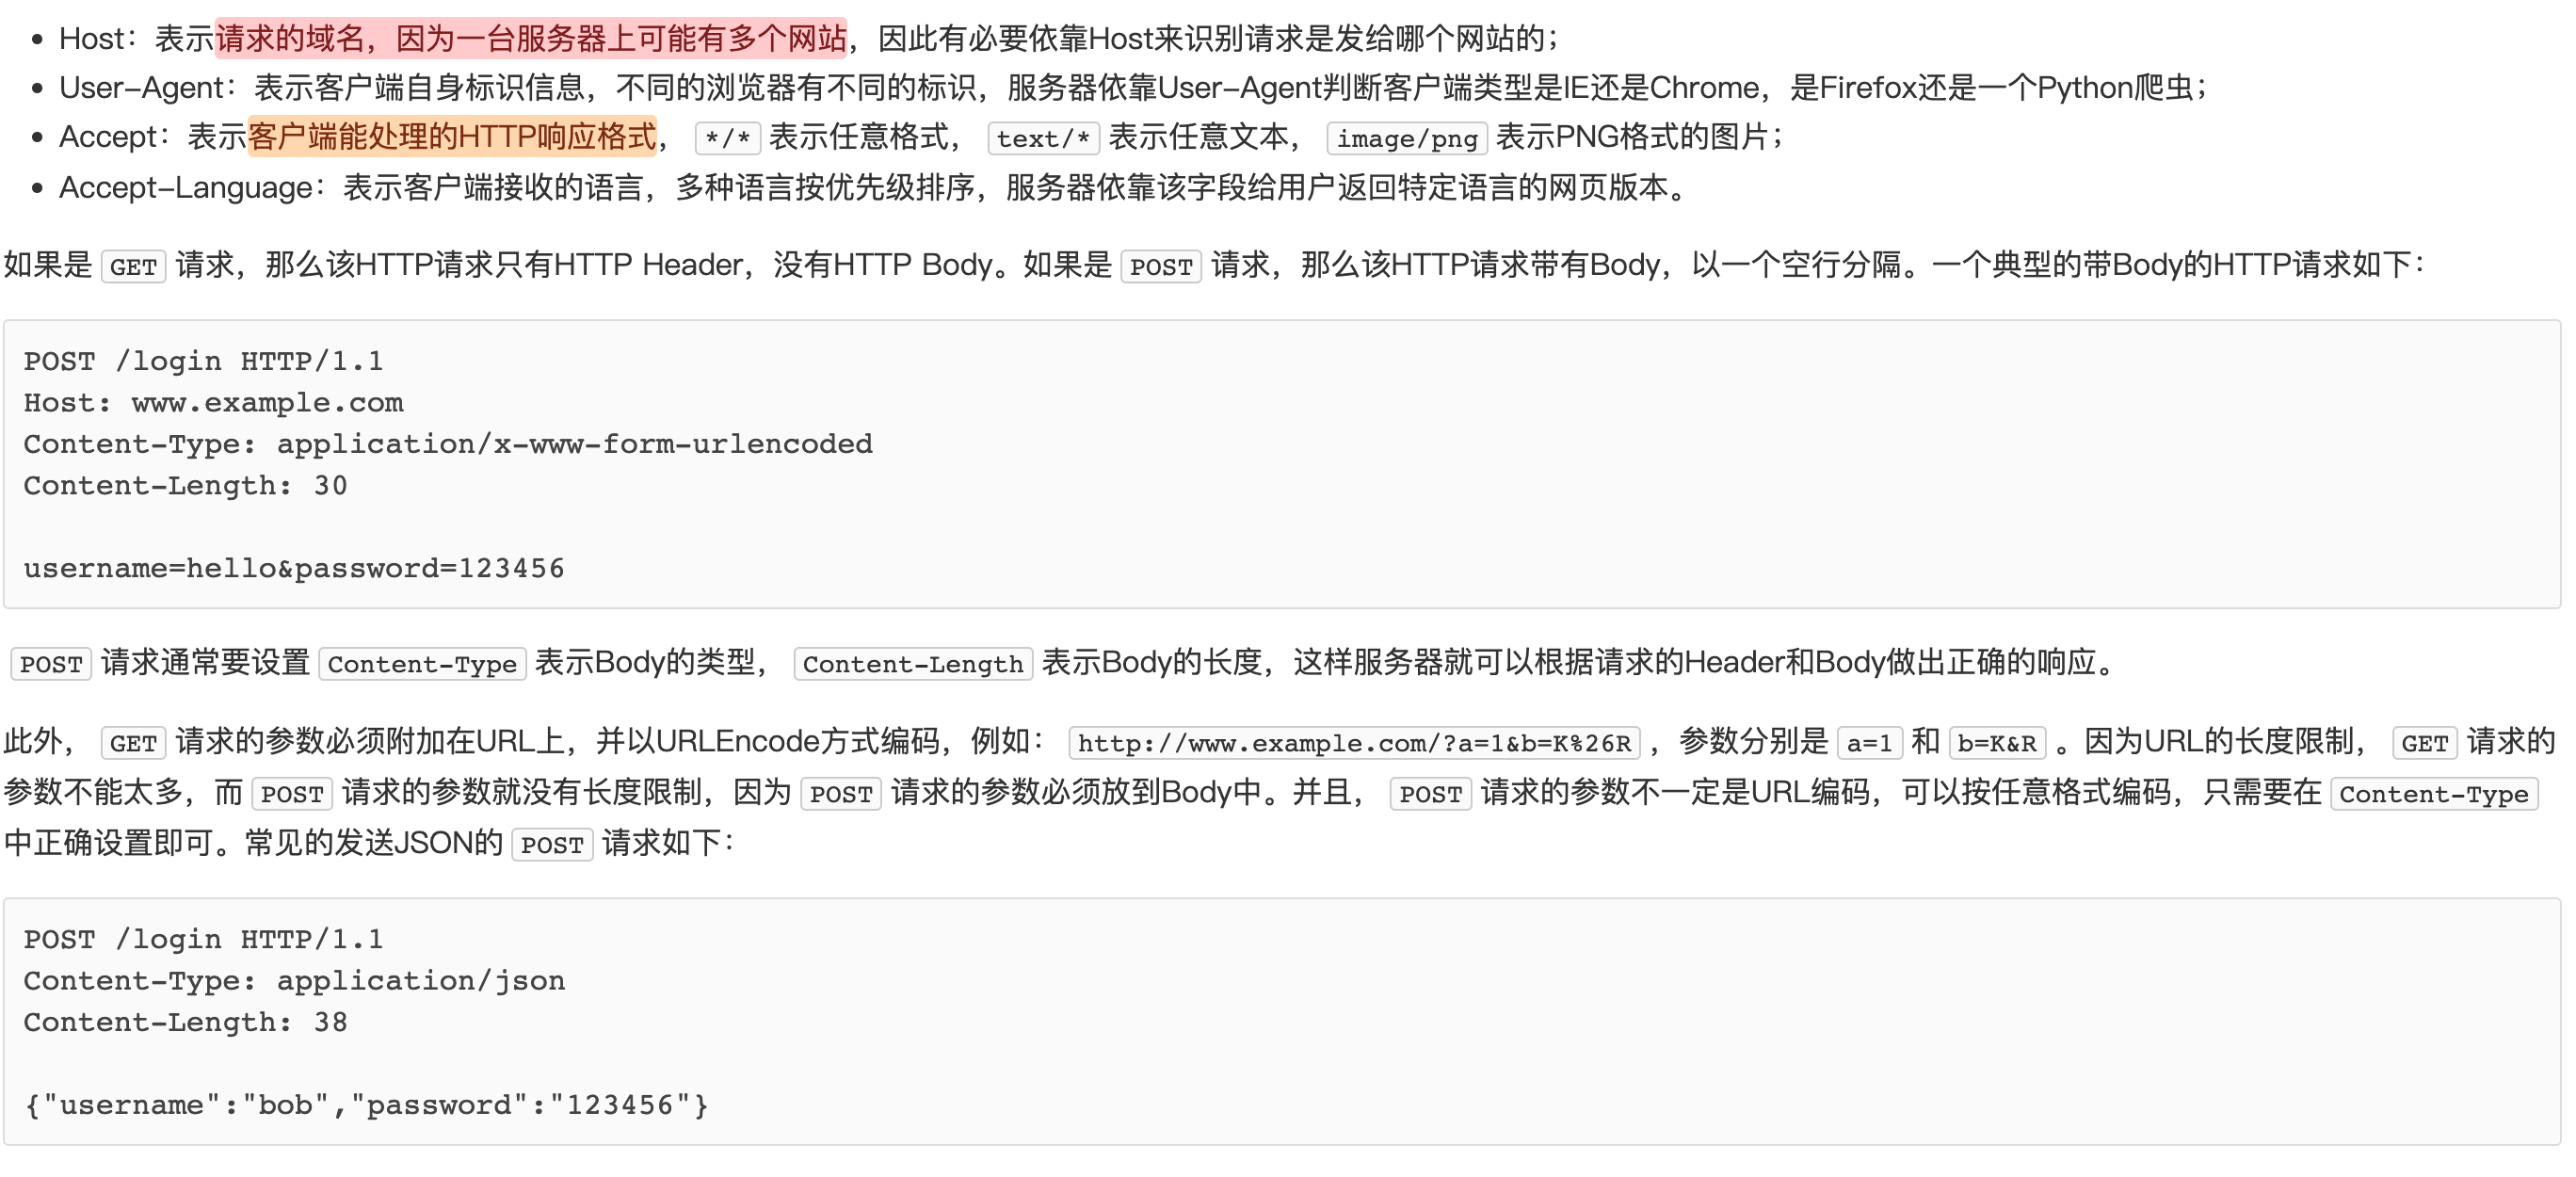 • Host：表示请求的域名，因为一台服务器上可能有多个网站，因此有必要依靠Host来识别请求是发给哪个网站的；
• User-Agent：表示客户端自身标识信息，不同的浏览器有不同的标识，服务器依靠User-Agent判断客户端类型是IE还是Chrome，是Firefox还是一个Python爬虫；
• Accept：表示客户端能处理的HTTP响应格式， */* 表示任意格式， text/* 表示任意文本， image/png 表示PNG格式的图片；
• Accept-Language：表示客户端接收的语言，多种语言按优先级排序，服务器依靠该字段给用户返回特定语言的网页版本。
如果是 GET 请求，那么该HTTP请求只有HTTP Header，没有HTTP Body。如果是 POST 请求，那么该HTTP请求带有Body，以一个空行分隔。一个典型的带Body的HTTP请求如下：
POST /login HTTP/1.1
Host: www.example.com
Content-Type: application/x-www-form-urlencoded
Content-Length: 30
username=hello&password=123456
POST 请求通常要设置 Content-Type 表示Body的类型， Content-Length 表示Body的长度，这样服务器就可以根据请求的Header和Body做出正确的响应。
此外， GET 请求的参数必须附加在URL上，并以URLEncode方式编码，例如： http://www.example.com/?a=1&b=K%26R ，参数分别是 a=1 和 b=K&R 。因为URL的长度限制， GET 请求的
参数不能太多，而 POST 请求的参数就没有长度限制，因为 POST 请求的参数必须放到Body中。并且， POST 请求的参数不一定是URL编码，可以按任意格式编码，只需要在 Content-Type
中正确设置即可。常见的发送JSON的 POST 请求如下：
POST /login HTTP/1.1
Content-Type: application/json
Content-Length: 38
{"username":"bob","password":"123456"}